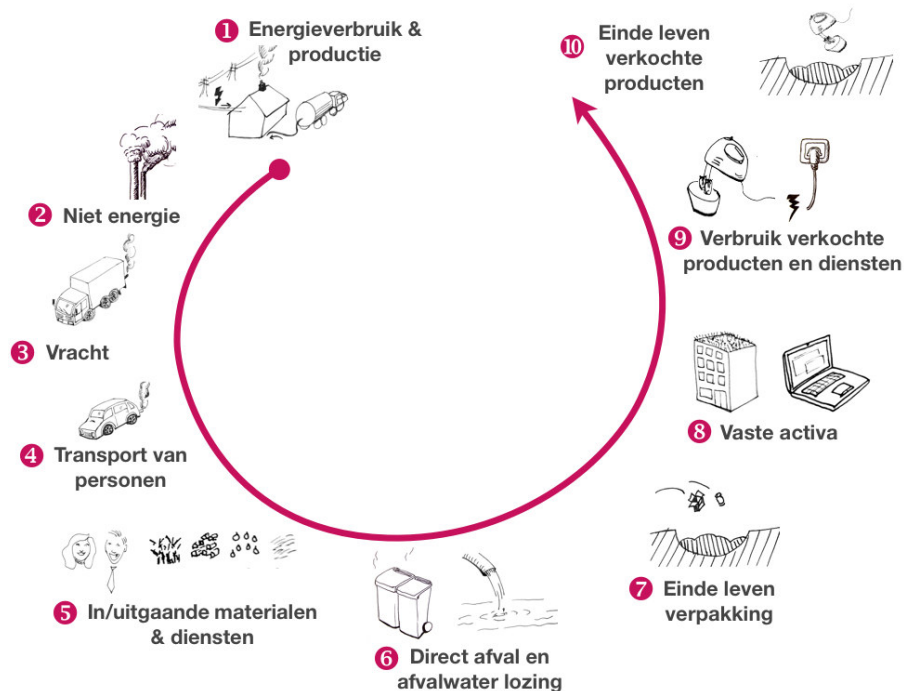 1 Energieverbruik &
productie
2 Niet energie
3 Vracht
4 Transport van
personen
5 In/uitgaande materialen
& diensten
6 Direct afval en
afvalwater lozing
7 Einde leven
verpakking
8 Vaste activa
9 Verbruik verkochte
producten en diensten
10 Einde leven
verkochte
producten